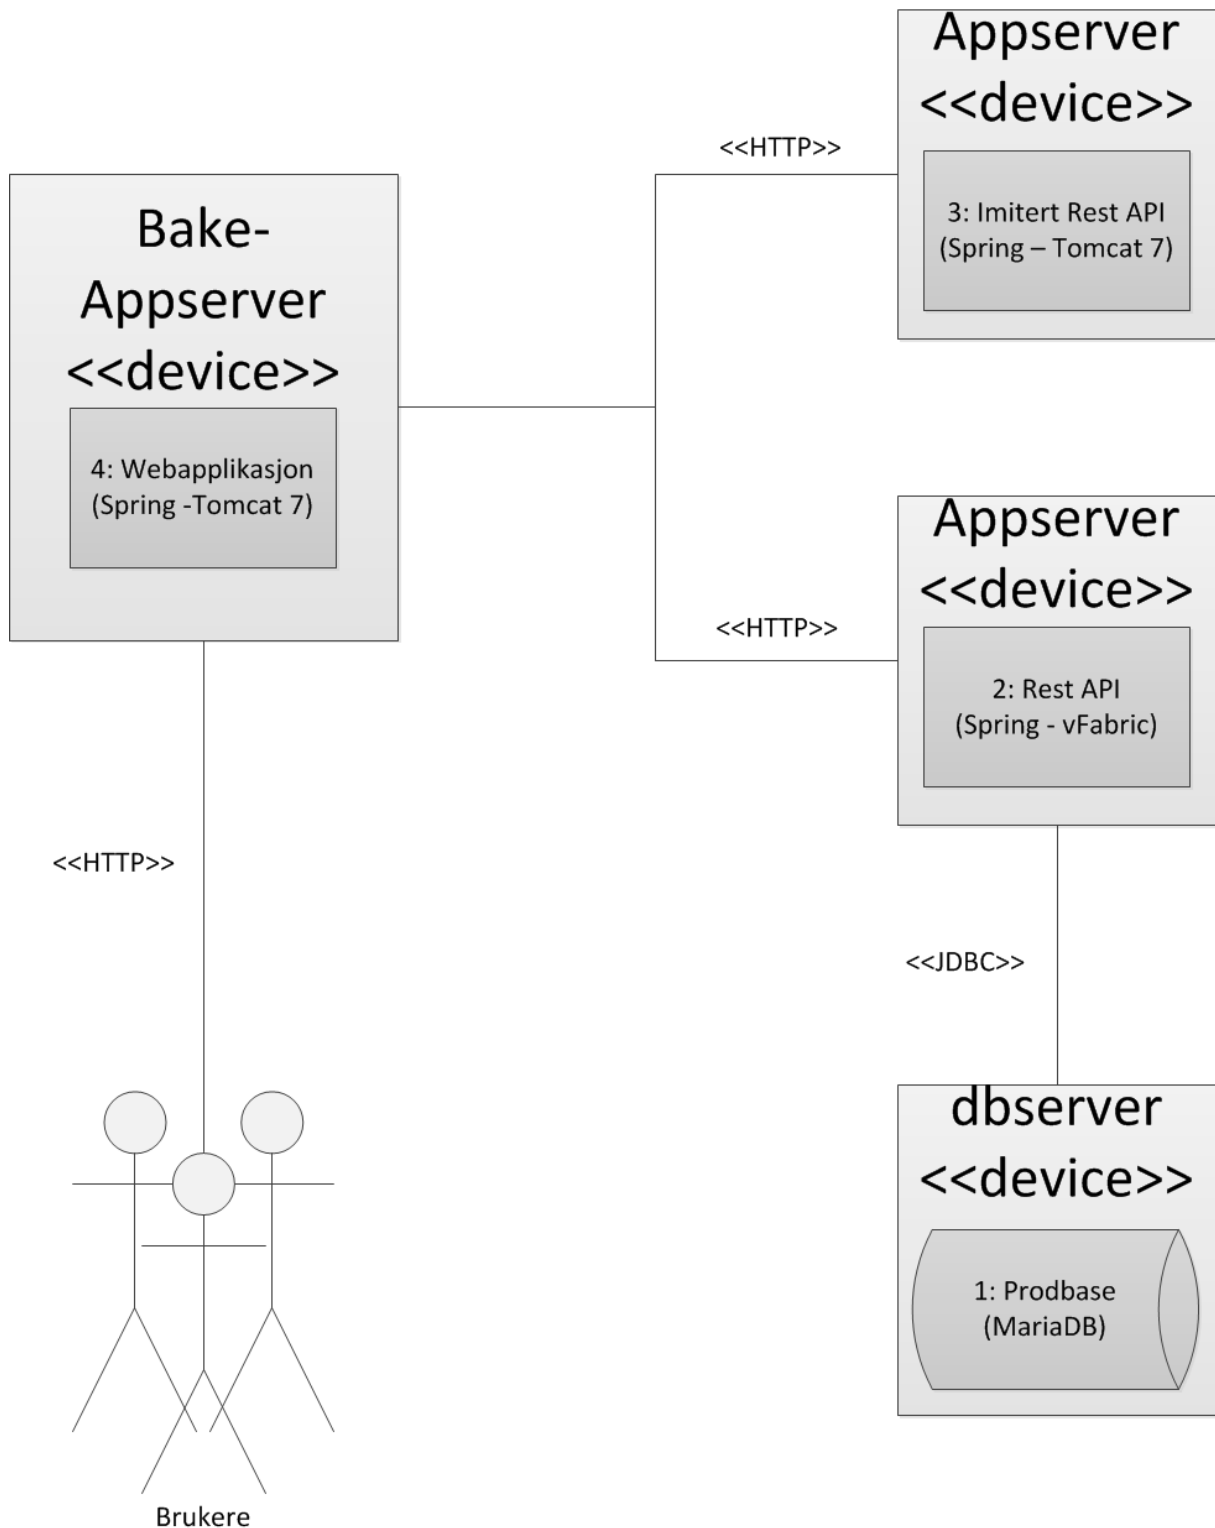 Appserver
<<device>>
<<HTTP>>
3: Imitert Rest API
(Spring – Tomcat 7)
Bake-
Appserver
<<device>>
4: Webapplikasjon
(Spring -Tomcat 7)
Appserver
<<device>>
<<HTTP>>
2: Rest API
(Spring - vFabric)
<<HTTP>>
<<JDBC>>
dbserver
<<device>>
1: Prodbase
(MariaDB)
Brukere